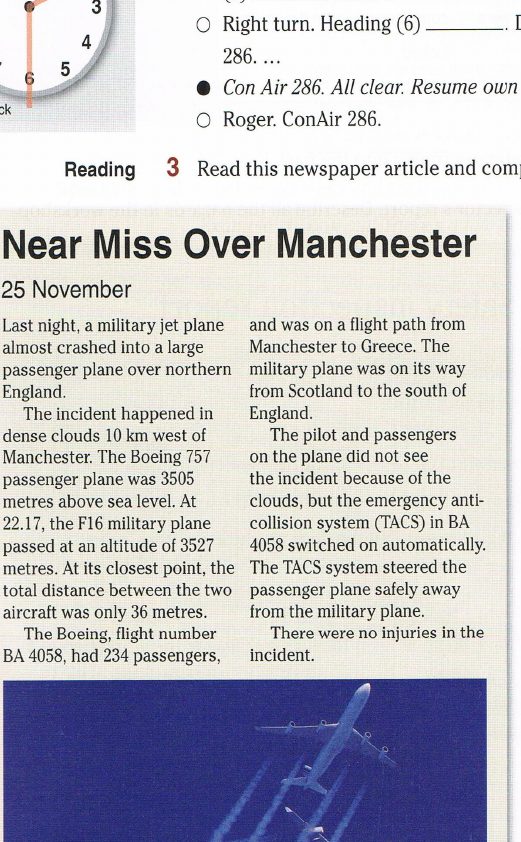 3
4
5
6
ck
Right turn. Heading (6) ________.
286. ...
Con Air 286. All clear. Resume own
Roger. ConAir 286.
Reading 3 Read this newspaper article and
Near Miss Over Manchester
25 November
Last night, a military jet plane
almost crashed into a large
passenger plane over northern
England.
The incident happened in
dense clouds 10 km west of
Manchester. The Boeing 757
passenger plane was 3505
metres above sea level. At
22.17, the F16 military plane
passed at an altitude of 3527
metres. At its closest point, the
total distance between the two
aircraft was only 36 metres.
The Boeing, flight number
BA 4058, had 234 passengers,
and was on a flight path from
Manchester to Greece. The
military plane was on its way
from Scotland to the south of
England.
The pilot and passengers
on the plane did not see
the incident because of the
clouds, but the emergency anti-
collision system (TACS) in BA
4058 switched on automatically.
The TACS system steered the
passenger plane safely away
from the military plane.
There were no injuries in the
incident.